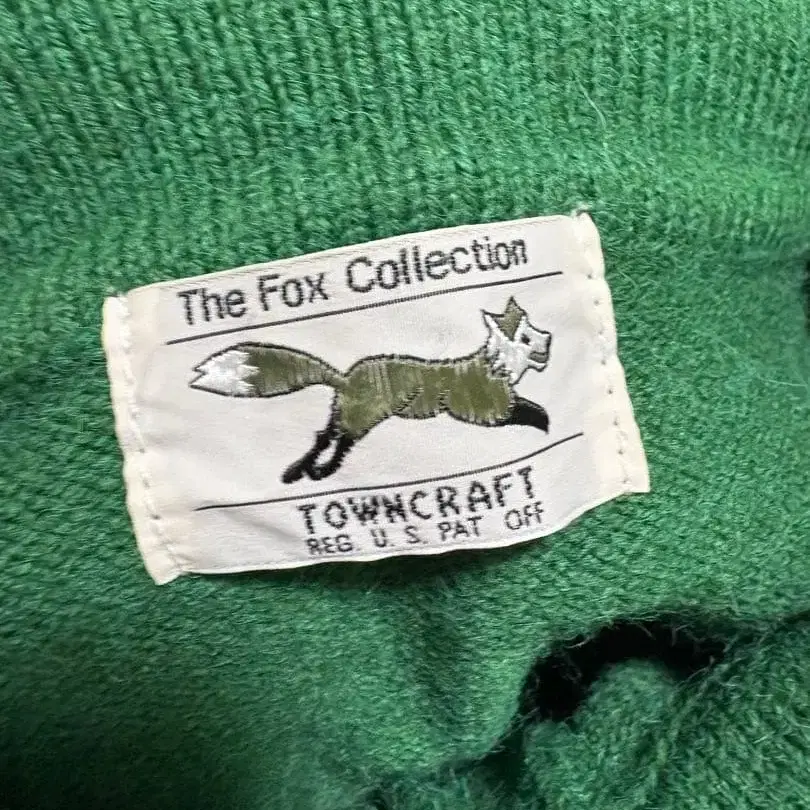 The Fox Collection
TOWNCRAFT
REG. U. S. PAT OFF